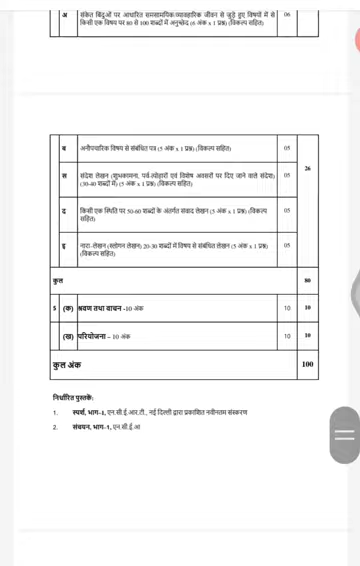 अ संकेत बिंदुओं पर आधारित समसामयिक/व्यावहारिक जीवन से जुड़े हुए विषयों में से 06
किसी एक विषय पर 80 से 100 शब्दों में अनुच्छेद (6 अंक x 1 प्रश्न) (विकल्प सहित)
ब अनौपचारिक विषय से संबंधित पत्र (5 अंक x 1 प्रश्न) (विकल्प सहित) 05
26
स संदेश लेखन (शुभकामना, पर्व-त्योहारों एवं विशेष अवसरों पर दिए जाने वाले संदेश) 05
(30-40 शब्दों में) (5 अंक x 1 प्रश्न) (विकल्प सहित)
द किसी एक स्थिति पर 50-60 शब्दों के अंतर्गत संवाद लेखन (5 अंक x 1 प्रश्न) (विकल्प 05
सहित)
इ नारा-लेखन (स्लोगन लेखन) 20-30 शब्दों में विषय से संबंधित लेखन (5 अंक x 1 प्रश्न) 05
(विकल्प सहित)
कुल 80
5 (क) श्रवण तथा वाचन -10 अंक 10 10
(ख) परियोजना – 10 अंक 10 10
कुल अंक 100
निर्धारित पुस्तकें:
1. स्पर्श, भाग–1, एन.सी.ई.आर.टी., नई दिल्ली द्वारा प्रकाशित नवीनतम संस्करण
2. संचयन, भाग–1, एन.सी.ई.आ